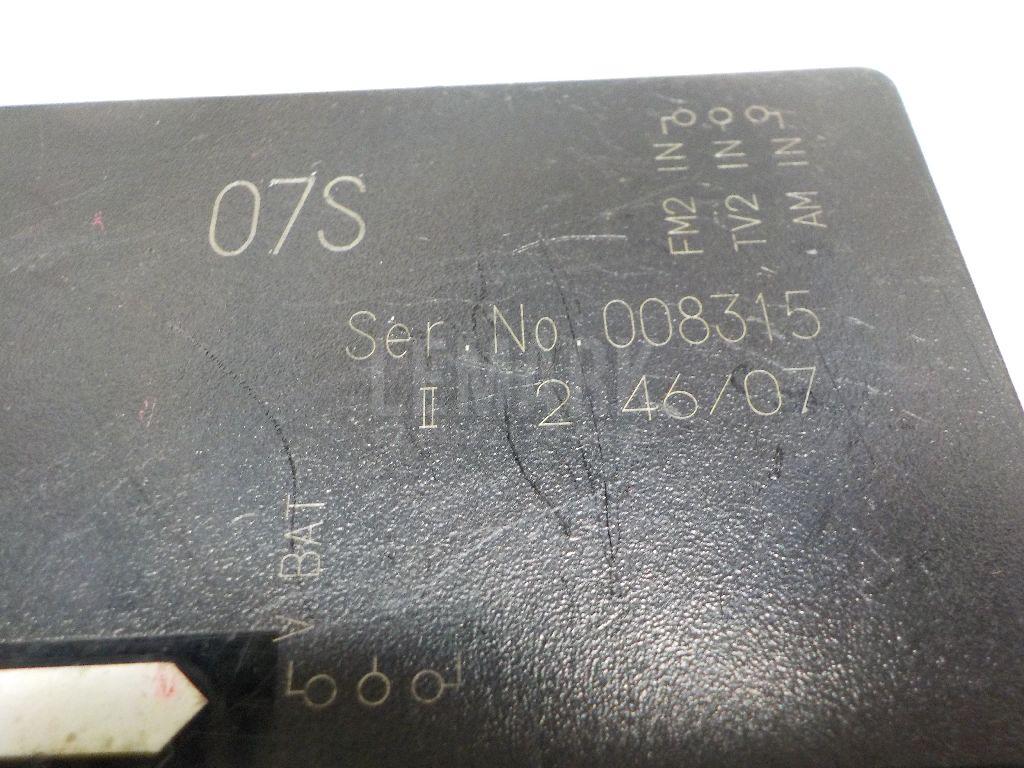 07S
FM2 IN
TV2 IN
AM IN
Ser.No.008315
II 2 46/07
V BAT